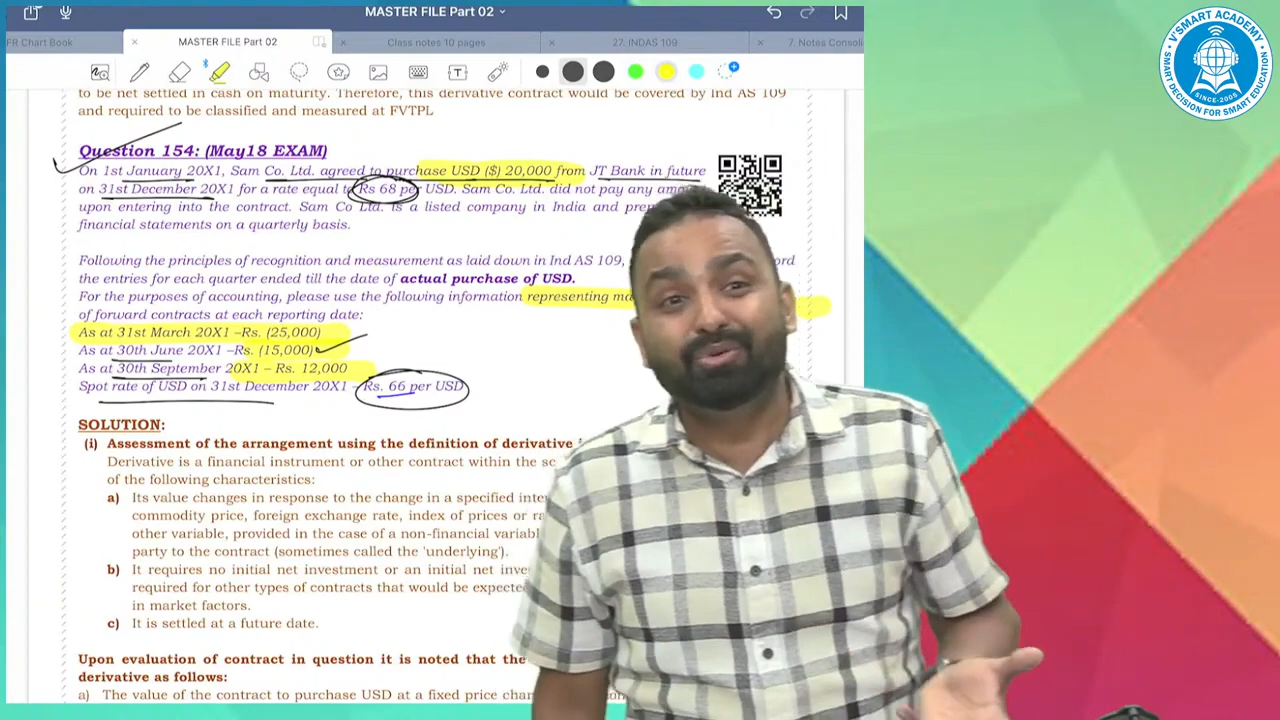 MASTER FILE Part 02
FR Chart Book
MASTER FILE Part 02
Class notes 10 pages
27. INDAS 109
7. Notes Consoli
V'SMART ACADEMY
SMART DECISION FOR SMART EDUCATION
SINCE-2005
to be net settled in cash on maturity. Therefore, this derivative contract would be covered by Ind AS 109
and required to be classified and measured at FVTPL
Question 154: (May18 EXAM)
On 1st January 20X1, Sam Co. Ltd. agreed to purchase USD ($) 20,000 from JT Bank in future
on 31st December 20X1 for a rate equal to Rs 68 per USD. Sam Co. Ltd. did not pay any
upon entering into the contract. Sam Co Ltd. is a listed company in India and
financial statements on a quarterly basis.
Following the principles of recognition and measurement as laid down in Ind AS 109,
the entries for each quarter ended till the date of actual purchase of USD.
For the purposes of accounting, please use the following information representing
of forward contracts at each reporting date:
As at 31st March 20X1 –Rs. (25,000)
As at 30th June 20X1 –Rs. (15,000)
As at 30th September 20X1 – Rs. 12,000
Spot rate of USD on 31st December 20X1 – Rs. 66 per USD
SOLUTION:
(i) Assessment of the arrangement using the definition of derivative
Derivative is a financial instrument or other contract within the
of the following characteristics:
a) Its value changes in response to the change in a specified
commodity price, foreign exchange rate, index of prices or
other variable, provided in the case of a non-financial
party to the contract (sometimes called the 'underlying').
b) It requires no initial net investment or an initial net
required for other types of contracts that would be expected
in market factors.
c) It is settled at a future date.
Upon evaluation of contract in question it is noted that the
derivative as follows:
a) The value of the contract to purchase USD at a fixed price